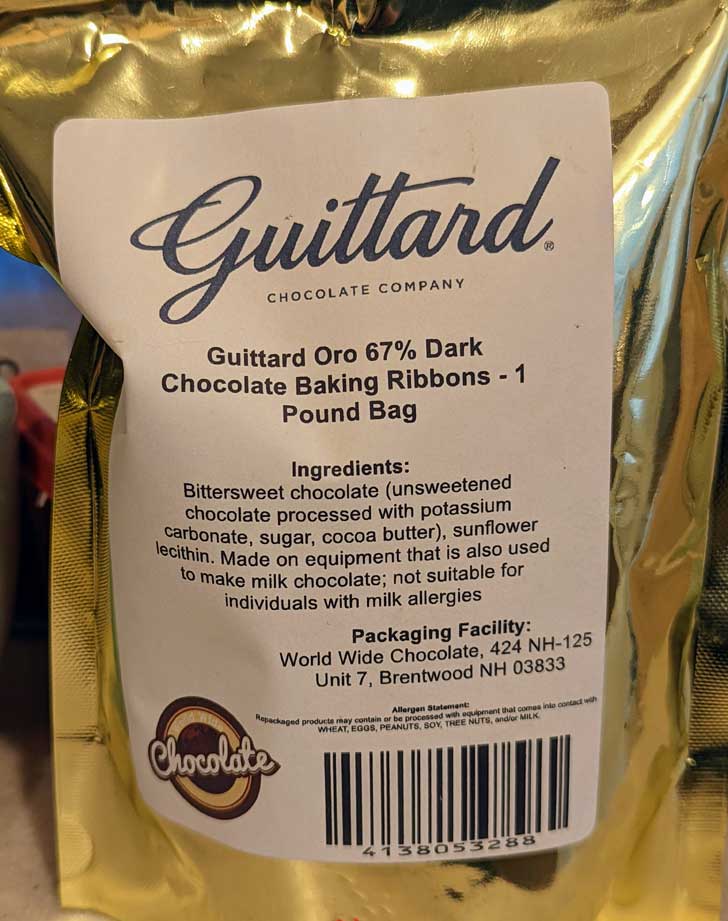 Guittard®
CHOCOLATE COMPANY
Guittard Oro 67% Dark
Chocolate Baking Ribbons - 1
Pound Bag
Ingredients:
Bittersweet chocolate (unsweetened
chocolate processed with potassium
carbonate, sugar, cocoa butter), sunflower
lecithin. Made on equipment that is also used
to make milk chocolate; not suitable for
individuals with milk allergies
Packaging Facility:
World Wide Chocolate, 424 NH-125
Unit 7, Brentwood NH 03833
Allergen Statement:
Repackaged products may contain or be processed with equipment that comes into contact with
WHEAT, EGGS, PEANUTS, SOY, TREE NUTS, and/or MILK.
World Wide
Chocolate
4138053288